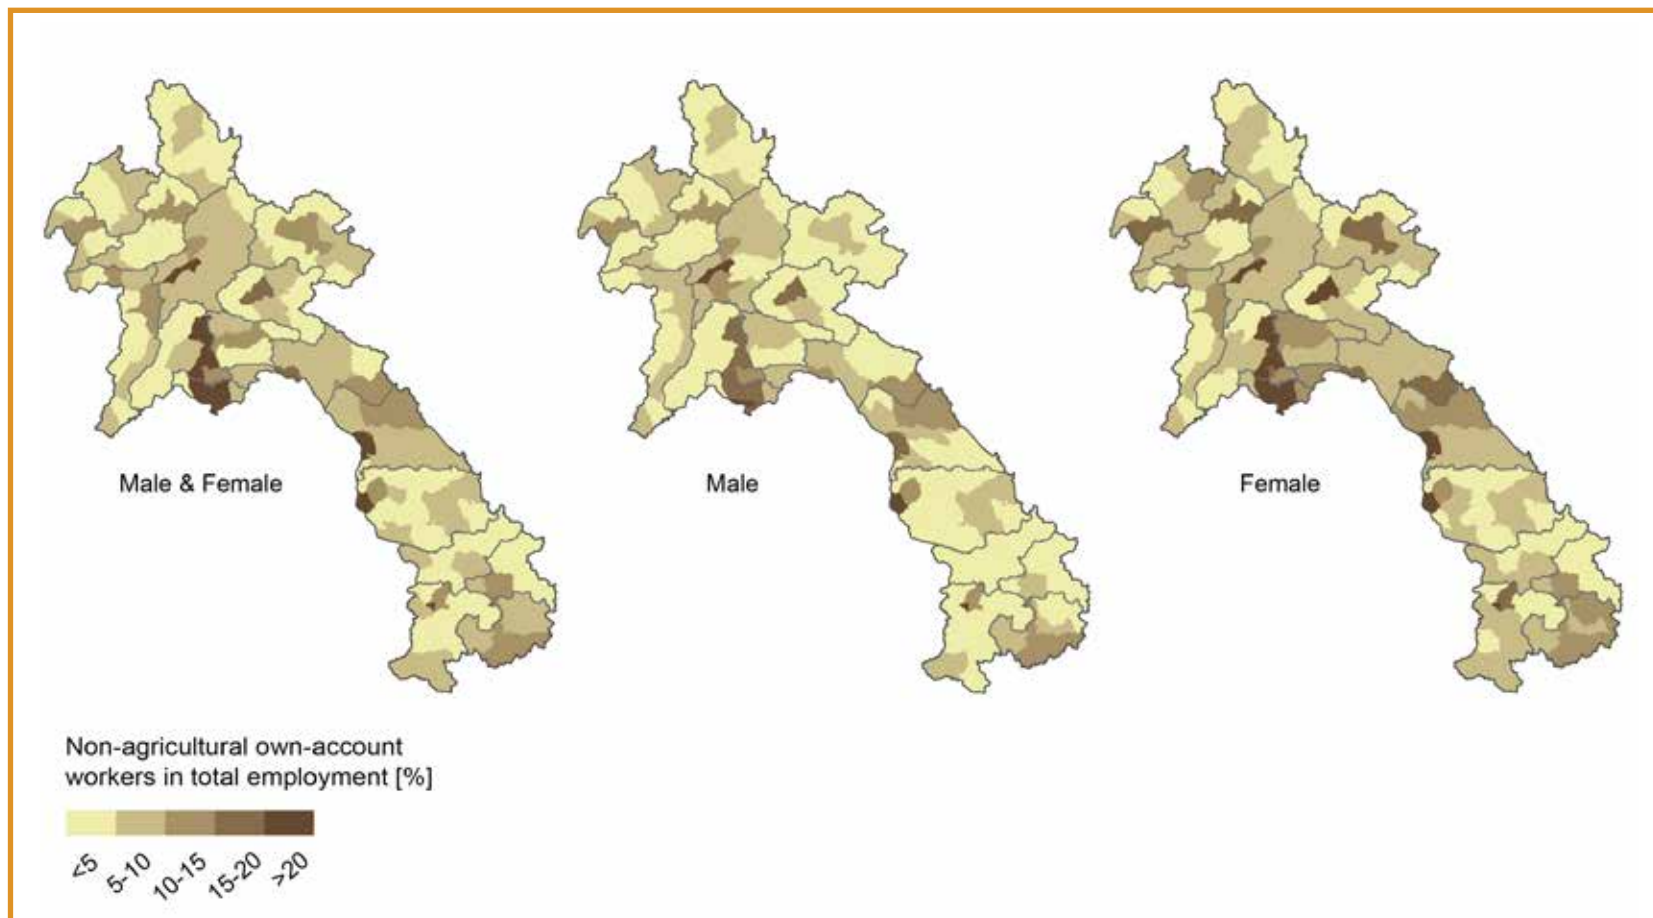 Male & Female
Male
Female
Non-agricultural own-account
workers in total employment [%]
<5
5-10
10-15
15-20
>20